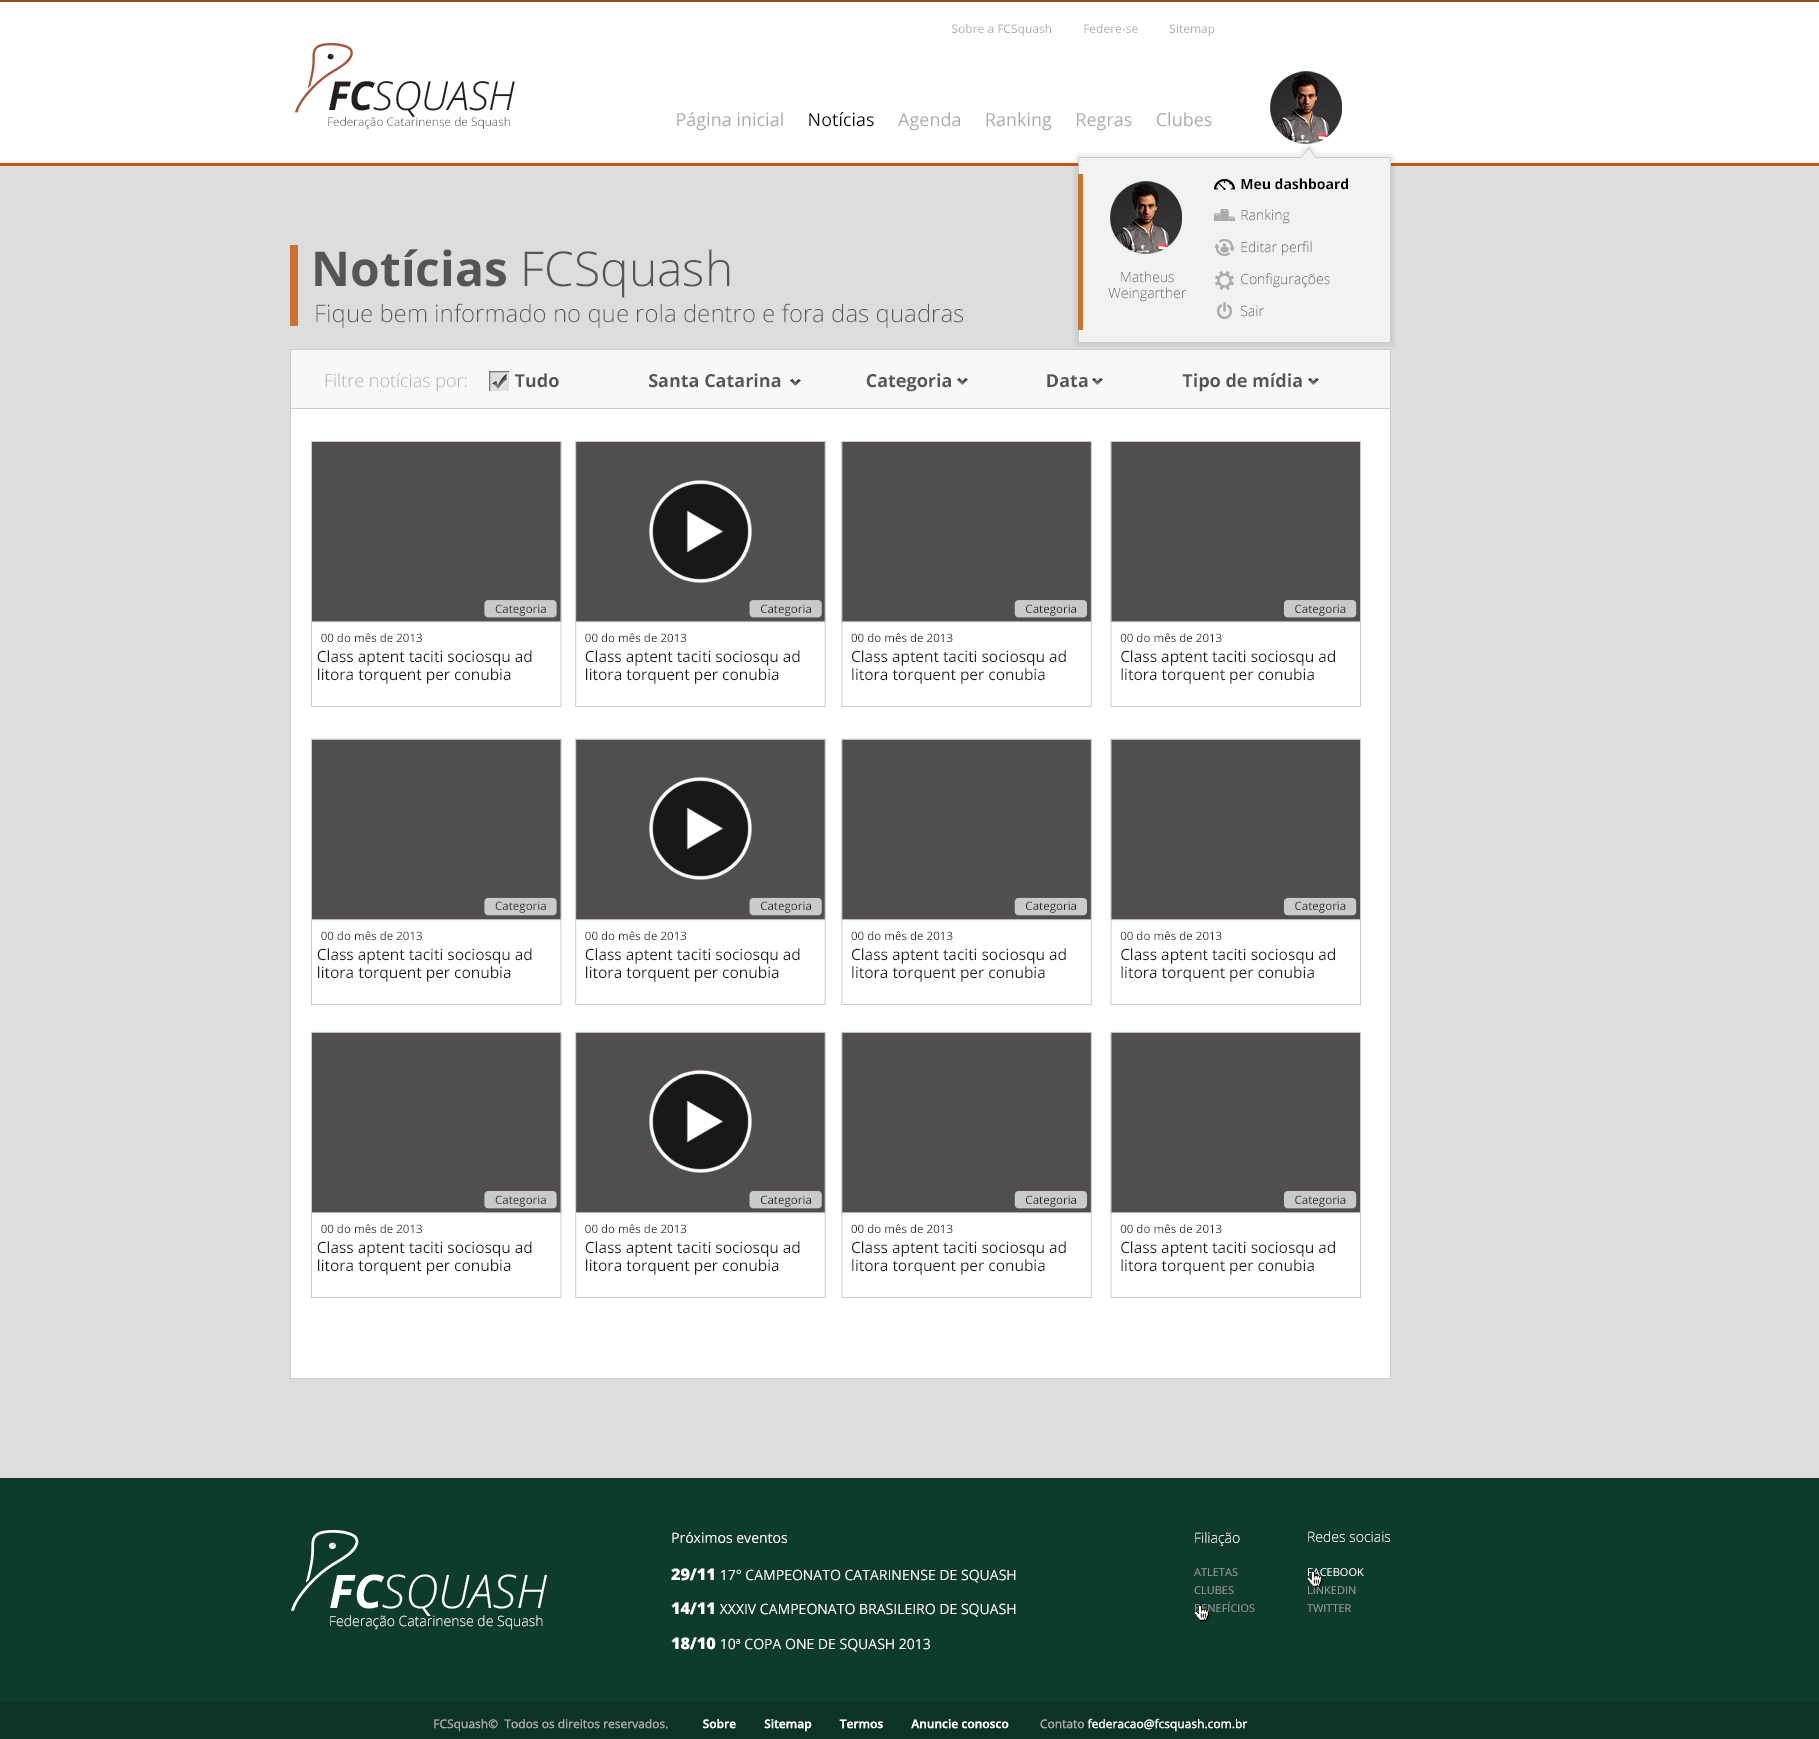 Sobre a FCSquash Federe-se Sitemap
FCSQUASH
Federação Catarinense de Squash
Página inicial Notícias Agenda Ranking Regras Clubes
Meu dashboard
Ranking
Editar perfil
Configurações
Sair
Matheus
Weingarther
Notícias FCSquash
Fique bem informado no que rola dentro e fora das quadras
Filtre notícias por: Tudo Santa Catarina Categoria Data Tipo de mídia
Categoria Categoria Categoria Categoria
00 do mês de 2013 00 do mês de 2013 00 do mês de 2013 00 do mês de 2013
Class aptent taciti sociosqu ad Class aptent taciti sociosqu ad Class aptent taciti sociosqu ad Class aptent taciti sociosqu ad
litora torquent per conubia litora torquent per conubia litora torquent per conubia litora torquent per conubia
Categoria Categoria Categoria Categoria
00 do mês de 2013 00 do mês de 2013 00 do mês de 2013 00 do mês de 2013
Class aptent taciti sociosqu ad Class aptent taciti sociosqu ad Class aptent taciti sociosqu ad Class aptent taciti sociosqu ad
litora torquent per conubia litora torquent per conubia litora torquent per conubia litora torquent per conubia
Categoria Categoria Categoria Categoria
00 do mês de 2013 00 do mês de 2013 00 do mês de 2013 00 do mês de 2013
Class aptent taciti sociosqu ad Class aptent taciti sociosqu ad Class aptent taciti sociosqu ad Class aptent taciti sociosqu ad
litora torquent per conubia litora torquent per conubia litora torquent per conubia litora torquent per conubia
FCSQUASH
Federação Catarinense de Squash
Próximos eventos
29/11 17° CAMPEONATO CATARINENSE DE SQUASH
14/11 XXXIV CAMPEONATO BRASILEIRO DE SQUASH
18/10 10ª COPA ONE DE SQUASH 2013
Filiação
ATLETAS
CLUBES
BENEFÍCIOS
Redes sociais
FACEBOOK
LINKEDIN
TWITTER
FCSquash© Todos os direitos reservados. Sobre Sitemap Termos Anuncie conosco Contato federacao@fcsquash.com.br